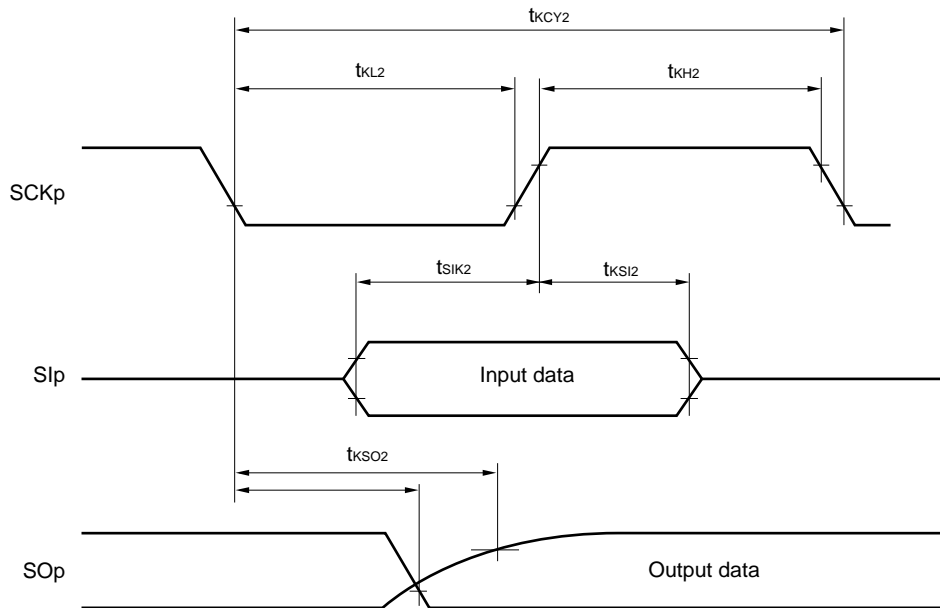 tKCY2
tKL2
tKH2
SCKp
tSIK2
tKSI2
SIp
Input data
tKSO2
SOp
Output data